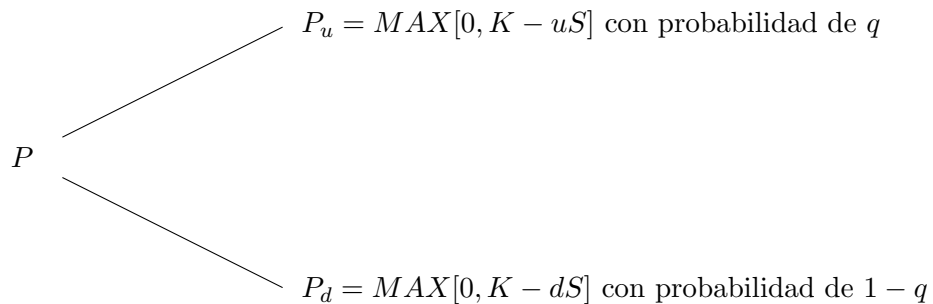 P_u = MAX[0, K − uS] con probabilidad de q
P
P_d = MAX[0, K − dS] con probabilidad de 1 − q